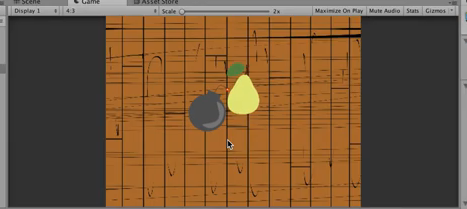 Scene Game Asset Store
Display 1 4:3 Scale 2x Maximize On Play Mute Audio Stats Gizmos